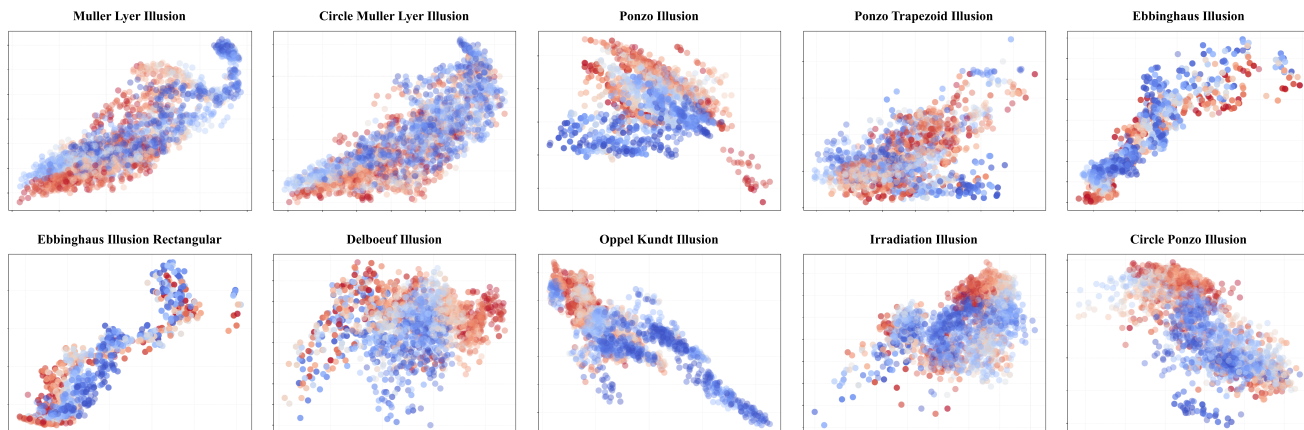 Muller Lyer Illusion
Circle Muller Lyer Illusion
Ponzo Illusion
Ponzo Trapezoid Illusion
Ebbinghaus Illusion
Ebbinghaus Illusion Rectangular
Delboeuf Illusion
Oppel Kundt Illusion
Irradiation Illusion
Circle Ponzo Illusion